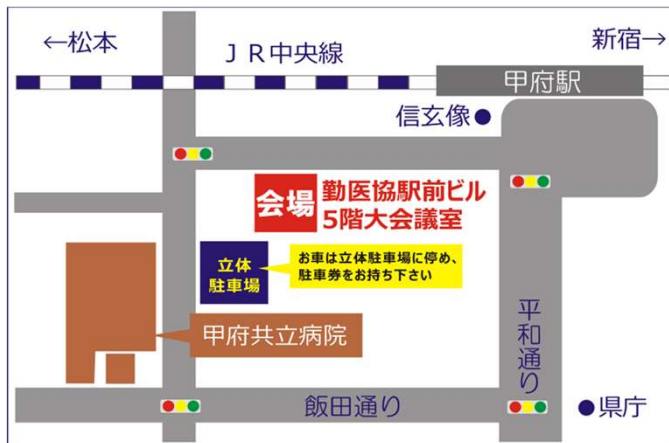 ←松本
新宿→
ＪＲ中央線
甲府駅
信玄像●
会場
勤医協駅前ビル
5階大会議室
立体
駐車場
お車は立体駐車場に停め、
駐車券をお持ち下さい
甲府共立病院
平和通り
飯田通り
●県庁